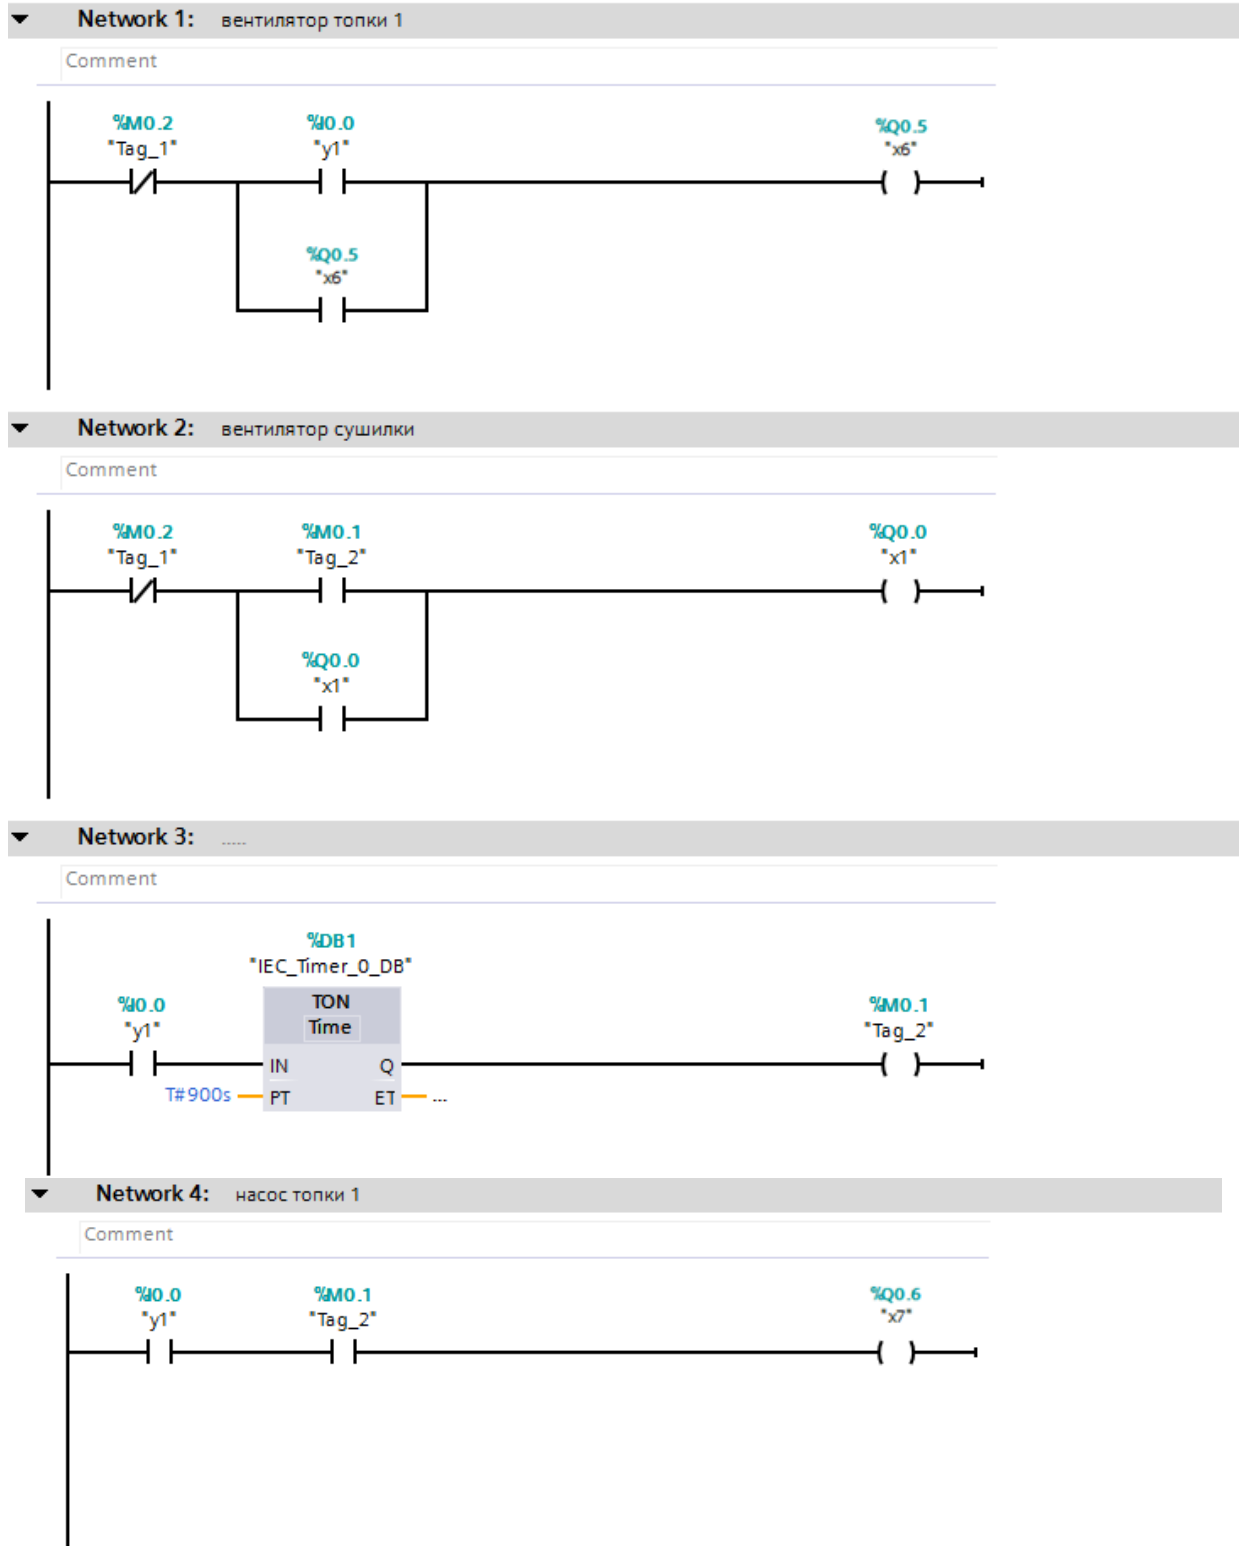 Network 1: вентилятор топки 1
Comment
%M0.2 %I0.0 %Q0.5
"Tag_1" "y1" "x6"
%Q0.5
"x6"
Network 2: вентилятор сушилки
Comment
%M0.2 %M0.1 %Q0.0
"Tag_1" "Tag_2" "x1"
%Q0.0
"x1"
Network 3: .....
Comment
%DB1
"IEC_Timer_0_DB"
%I0.0 TON %M0.1
"y1" Time "Tag_2"
IN Q
T#900s PT ET ...
Network 4: насос топки 1
Comment
%I0.0 %M0.1 %Q0.6
"y1" "Tag_2" "x7"